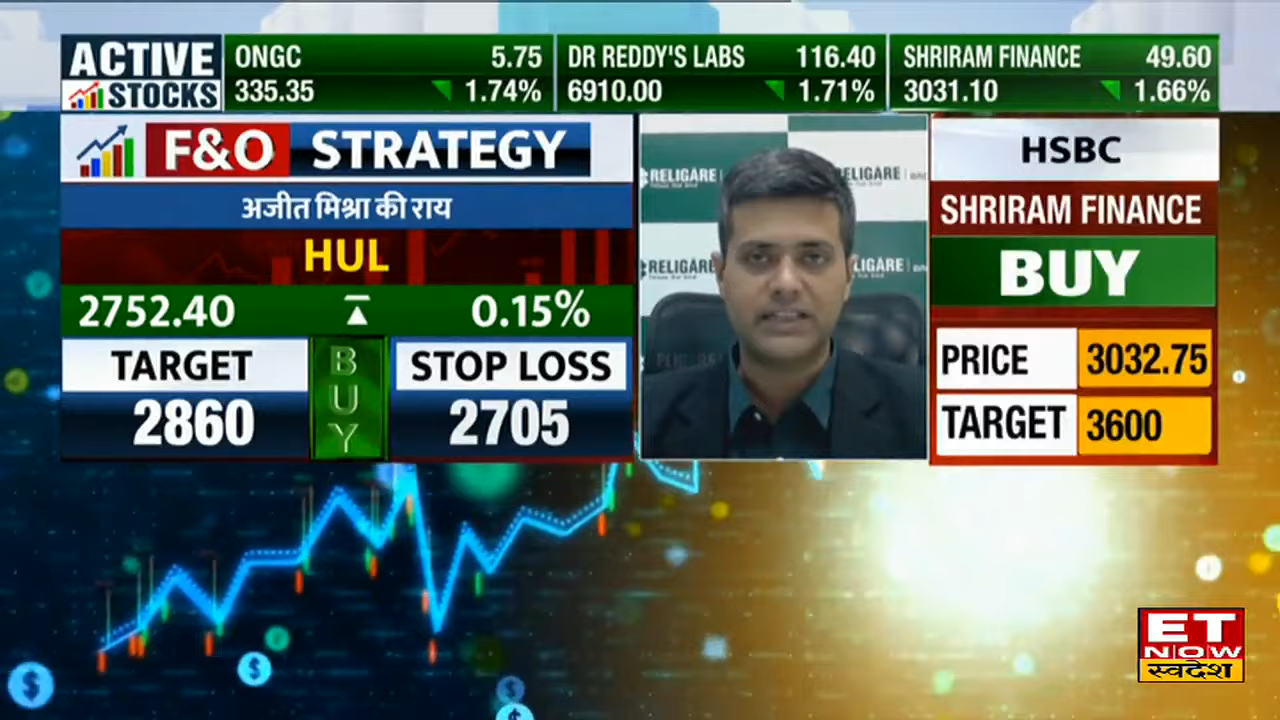 ACTIVE
STOCKS
ONGC 5.75
335.35 1.74%
DR REDDY'S LABS 116.40
6910.00 1.71%
SHRIRAM FINANCE 49.60
3031.10 1.66%
F&O STRATEGY
अजीत मिश्रा की राय
HUL
2752.40 0.15%
TARGET
2860
BUY
STOP LOSS
2705
RELIGARE
RELIGARE
RELIGARE
HSBC
SHRIRAM FINANCE
BUY
PRICE 3032.75
TARGET 3600
ET
NOW
स्वदेश